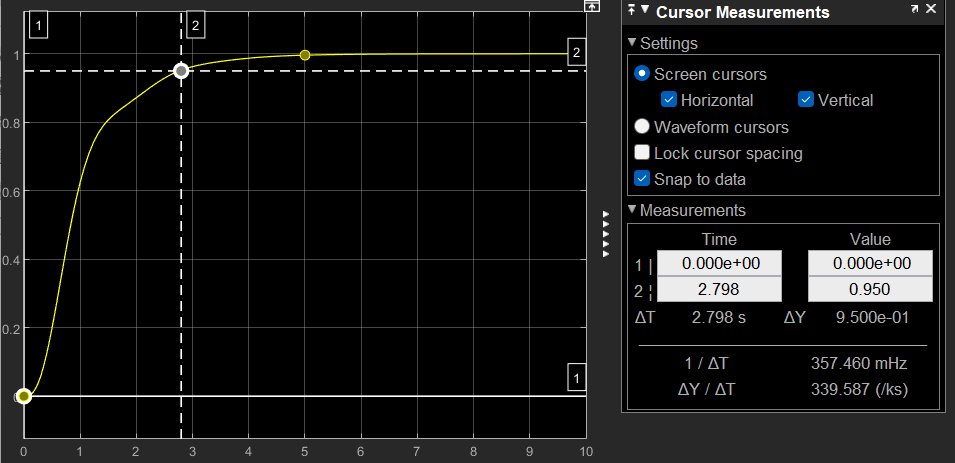 1
2
2
1
1
0.8
0.6
0.4
0.2
0
0 1 2 3 4 5 6 7 8 9 10
Cursor Measurements
Settings
Screen cursors
Horizontal Vertical
Waveform cursors
Lock cursor spacing
Snap to data
Measurements
Time Value
1 | 0.000e+00 0.000e+00
2 ¦ 2.798 0.950
ΔT 2.798 s ΔY 9.500e-01
1 / ΔT 357.460 mHz
ΔY / ΔT 339.587 (/ks)